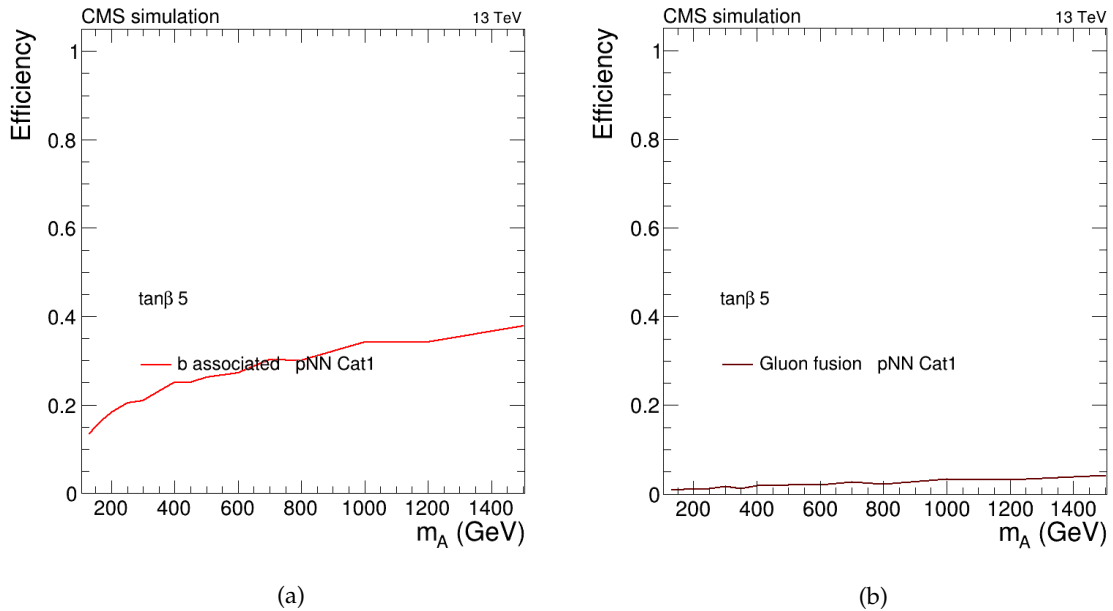 CMS simulation 13 TeV
Efficiency
1
0.8
0.6
0.4
0.2
0
tanβ 5
b associated pNN Cat1
200 400 600 800 1000 1200 1400
m_A (GeV)
(a)
CMS simulation 13 TeV
Efficiency
1
0.8
0.6
0.4
0.2
0
tanβ 5
Gluon fusion pNN Cat1
200 400 600 800 1000 1200 1400
m_A (GeV)
(b)